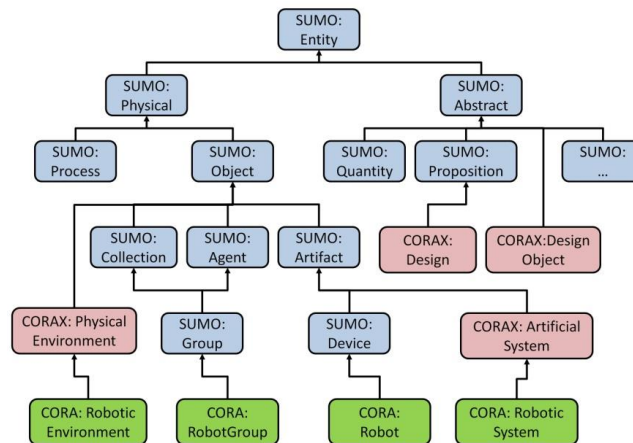 SUMO:
Entity
SUMO:
Physical
SUMO:
Abstract
SUMO:
Process
SUMO:
Object
SUMO:
Quantity
SUMO:
Proposition
SUMO:
...
SUMO:
Collection
SUMO:
Agent
SUMO:
Artifact
CORAX:
Design
CORAX:Design
Object
CORAX: Physical
Environment
SUMO:
Group
SUMO:
Device
CORAX: Artificial
System
CORA: Robotic
Environment
CORA:
RobotGroup
CORA:
Robot
CORA: Robotic
System